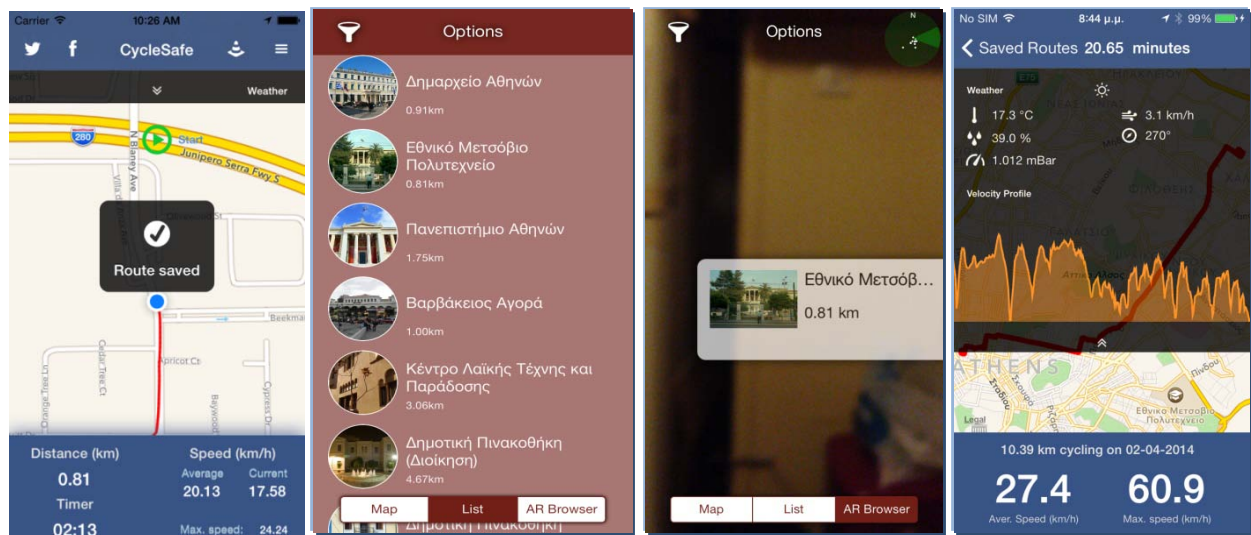 Carrier 10:26 AM
CycleSafe
Weather
280
Start
Junipero Serra Fwy S
N Blaney Ave
Route saved
Apricot Ct
Cedar Tree Ct
Cypress Dr
Distance (km)
Speed (km/h)
0.81
Average
Current
20.13
17.58
Timer
02:13
Max. speed:
24.24
Options
Δημαρχείο Αθηνών
0.91km
Εθνικό Μετσόβιο
Πολυτεχνείο
0.81km
Πανεπιστήμιο Αθηνών
1.75km
Βαρβάκειος Αγορά
1.00km
Κέντρο Λαϊκής Τέχνης και
Παράδοσης
3.06km
Δημοτική Πινακοθήκη
(Διοίκηση)
4.67km
Map
List
AR Browser
Δημοτική Πινακοθήκη
Options
N
Εθνικό Μετσόβ...
0.81 km
Map
List
AR Browser
No SIM 8:44 μ.μ. 99%
Saved Routes 20.65 minutes
Weather
17.3 °C
3.1 km/h
39.0 %
270°
1.012 mBar
Velocity Profile
ATHENS
Σταδίου
Πίνδου
Εθνικό Μετσόβιο
Πολυτεχνείο
Legal
10.39 km cycling on 02-04-2014
27.4
60.9
Aver. Speed (km/h)
Max. speed (km/h)